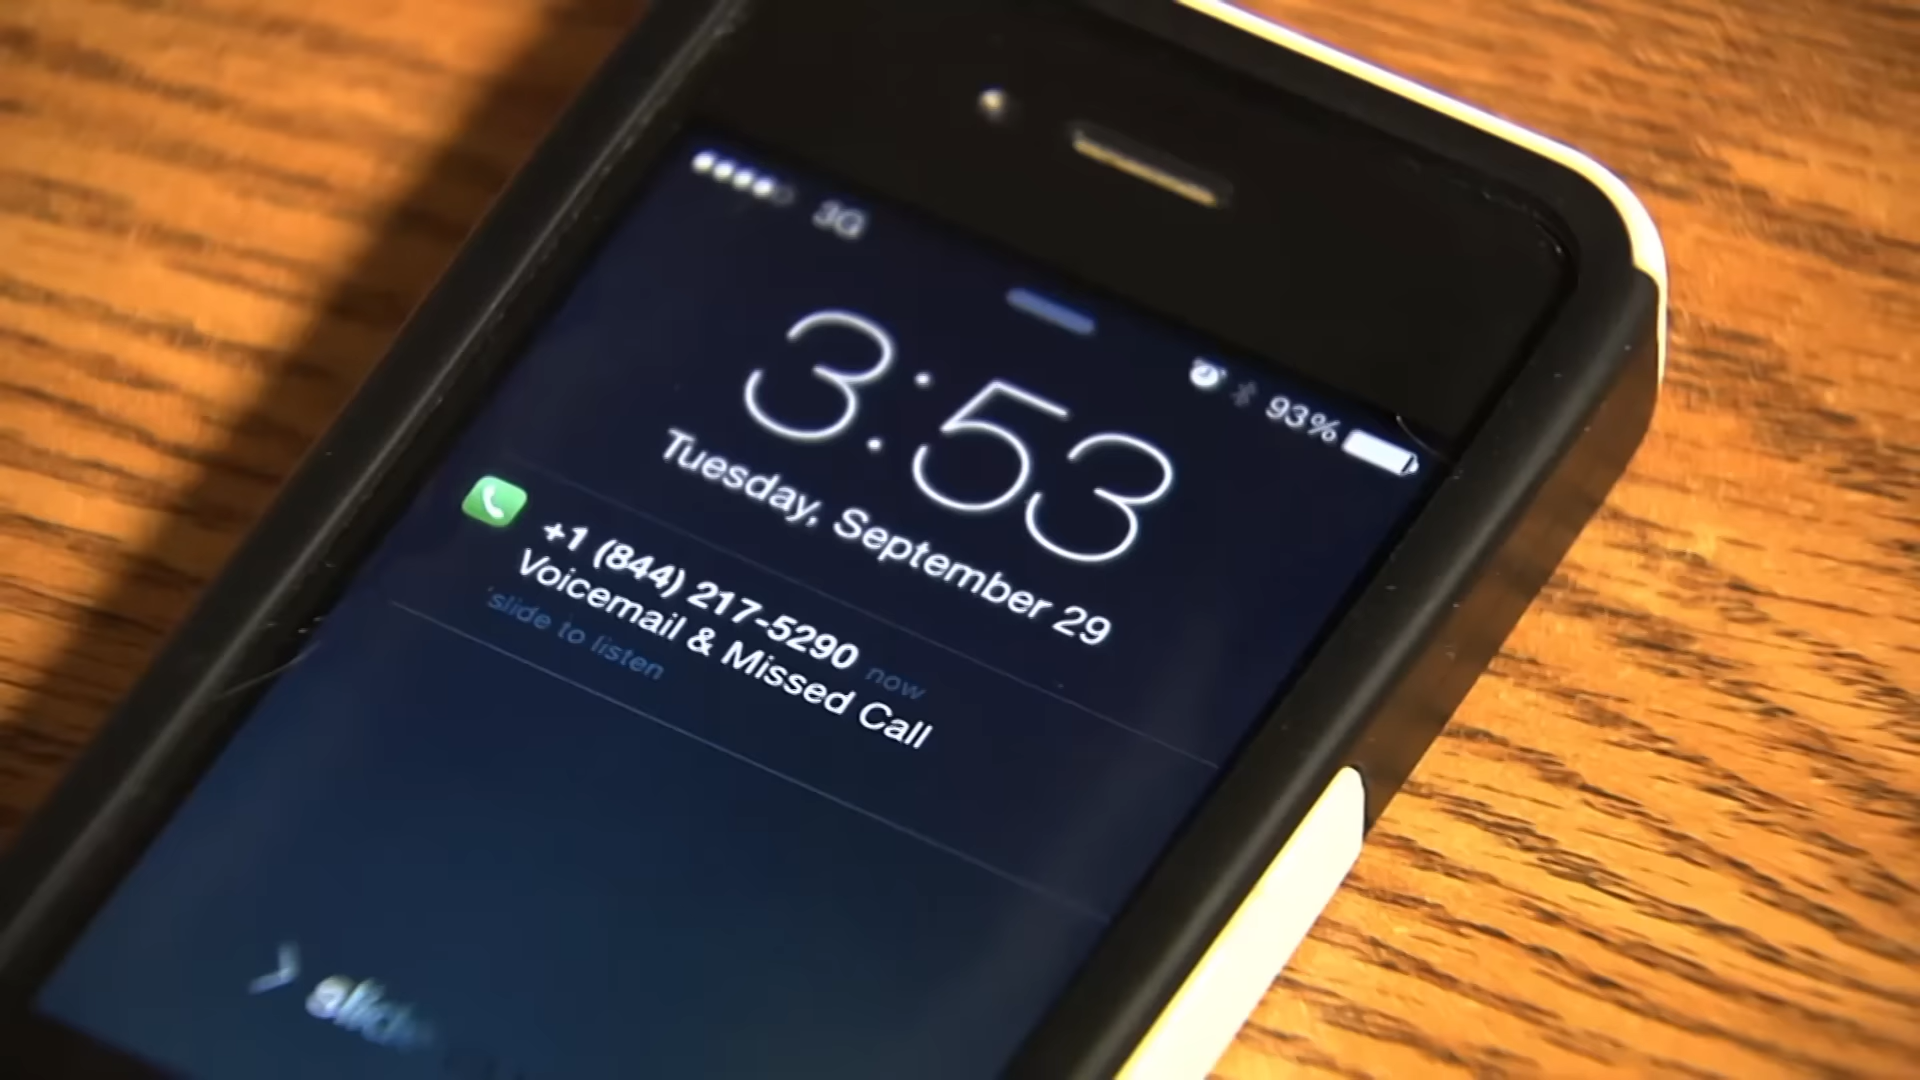 3G
93%
3:53
Tuesday, September 29
+1 (844) 217-5290 now
Voicemail & Missed Call
slide to listen